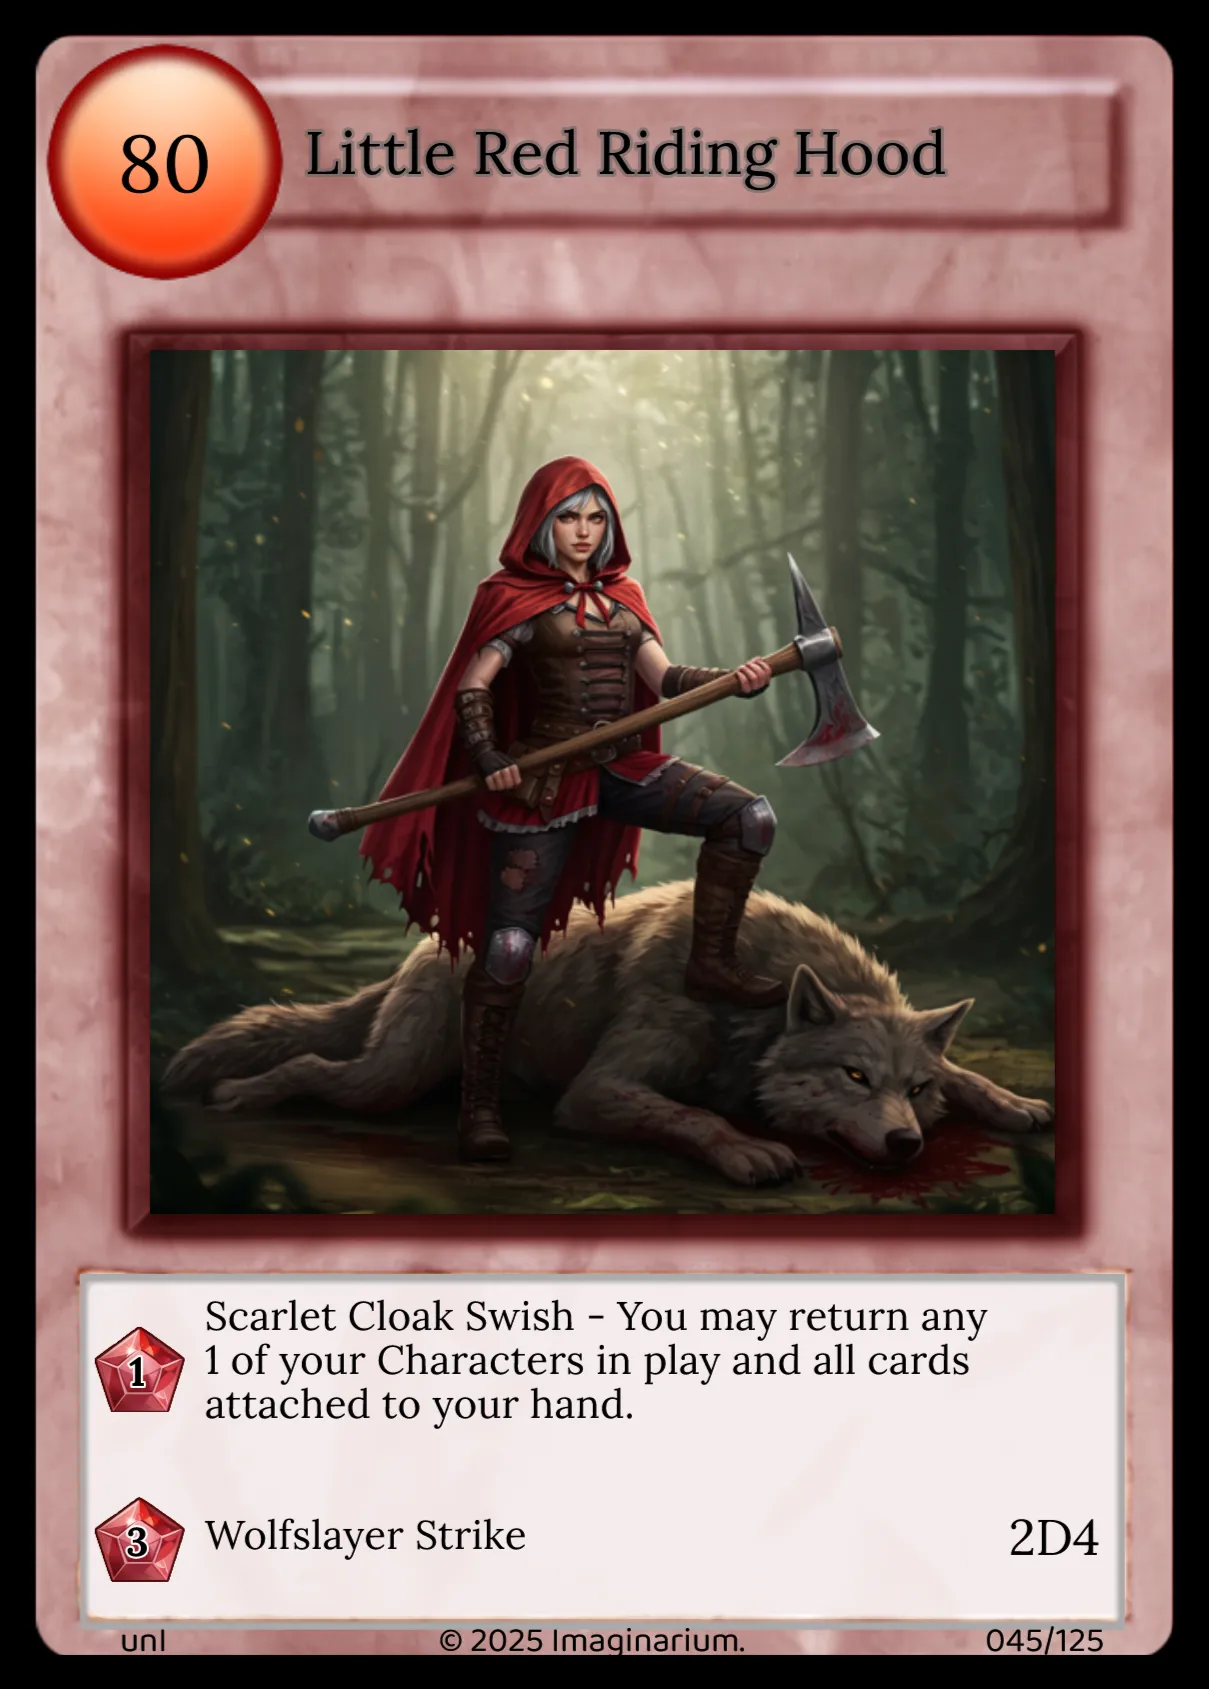 80
Little Red Riding Hood
Scarlet Cloak Swish - You may return any
1
1 of your Characters in play and all cards
attached to your hand.
3
Wolfslayer Strike
2D4
unl
© 2025 Imaginarium.
045/125